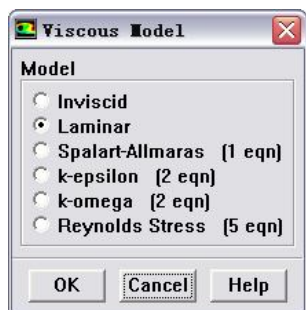 Viscous Model
Model
Inviscid
Laminar
Spalart-Allmaras (1 eqn)
k-epsilon (2 eqn)
k-omega (2 eqn)
Reynolds Stress (5 eqn)
OK Cancel Help